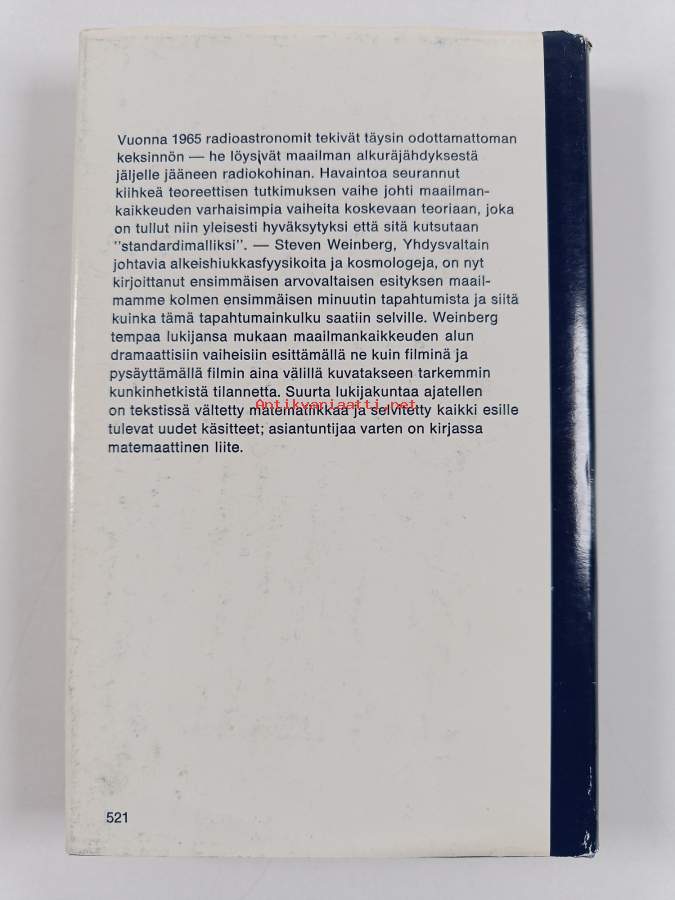 Vuonna 1965 radioastronomit tekivät täysin odottamattoman
keksinnön — he löysivät maailman alkuräjähdyksestä
jäljelle jääneen radiokohinan. Havaintoa seurannut
kiihkeä teoreettisen tutkimuksen vaihe johti maailman-
kaikkeuden varhaisimpia vaiheita koskevaan teoriaan, joka
on tullut niin yleisesti hyväksytyksi että sitä kutsutaan
"standardimalliksi". — Steven Weinberg, Yhdysvaltain
johtavia alkeishiukkasfyysikoita ja kosmologeja, on nyt
kirjoittanut ensimmäisen arvovaltaisen esityksen maail-
mamme kolmen ensimmäisen minuutin tapahtumista ja siitä
kuinka tämä tapahtumainkulku saatiin selville. Weinberg
tempaa lukijansa mukaan maailmankaikkeuden alun
dramaattisiin vaiheisiin esittämällä ne kuin filminä ja
pysäyttämällä filmin aina välillä kuvatakseen tarkemmin
kunkinhetkistä tilannetta. Suurta lukijakuntaa ajatellen
on tekstissä vältetty matematiikkaa ja selvitetty kaikki esille
Antikvariaatti.net
tulevat uudet käsitteet; asiantuntijaa varten on kirjassa
matemaattinen liite.
521